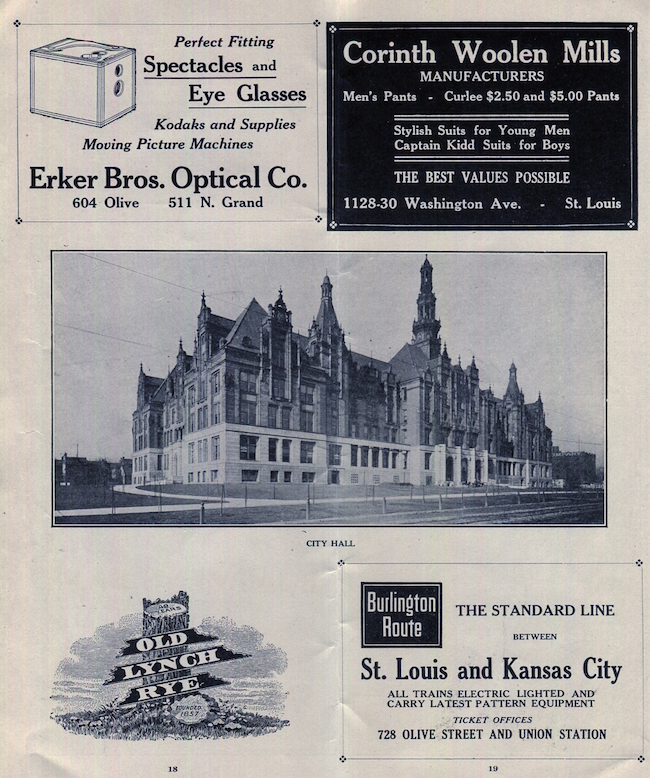 Perfect Fitting
Spectacles and
Eye Glasses
Kodaks and Supplies
Moving Picture Machines
Erker Bros. Optical Co.
604 Olive 511 N. Grand
Corinth Woolen Mills
MANUFACTURERS
Men's Pants - Curlee $2.50 and $5.00 Pants
Stylish Suits for Young Men
Captain Kidd Suits for Boys
THE BEST VALUES POSSIBLE
1128-30 Washington Ave. - St. Louis
CITY HALL
YEARS
OLD
LYNCH
RYE
FOUNDED
1857
Burlington
Route
THE STANDARD LINE
BETWEEN
St. Louis and Kansas City
ALL TRAINS ELECTRIC LIGHTED AND
CARRY LATEST PATTERN EQUIPMENT
TICKET OFFICES
728 OLIVE STREET AND UNION STATION
18
19